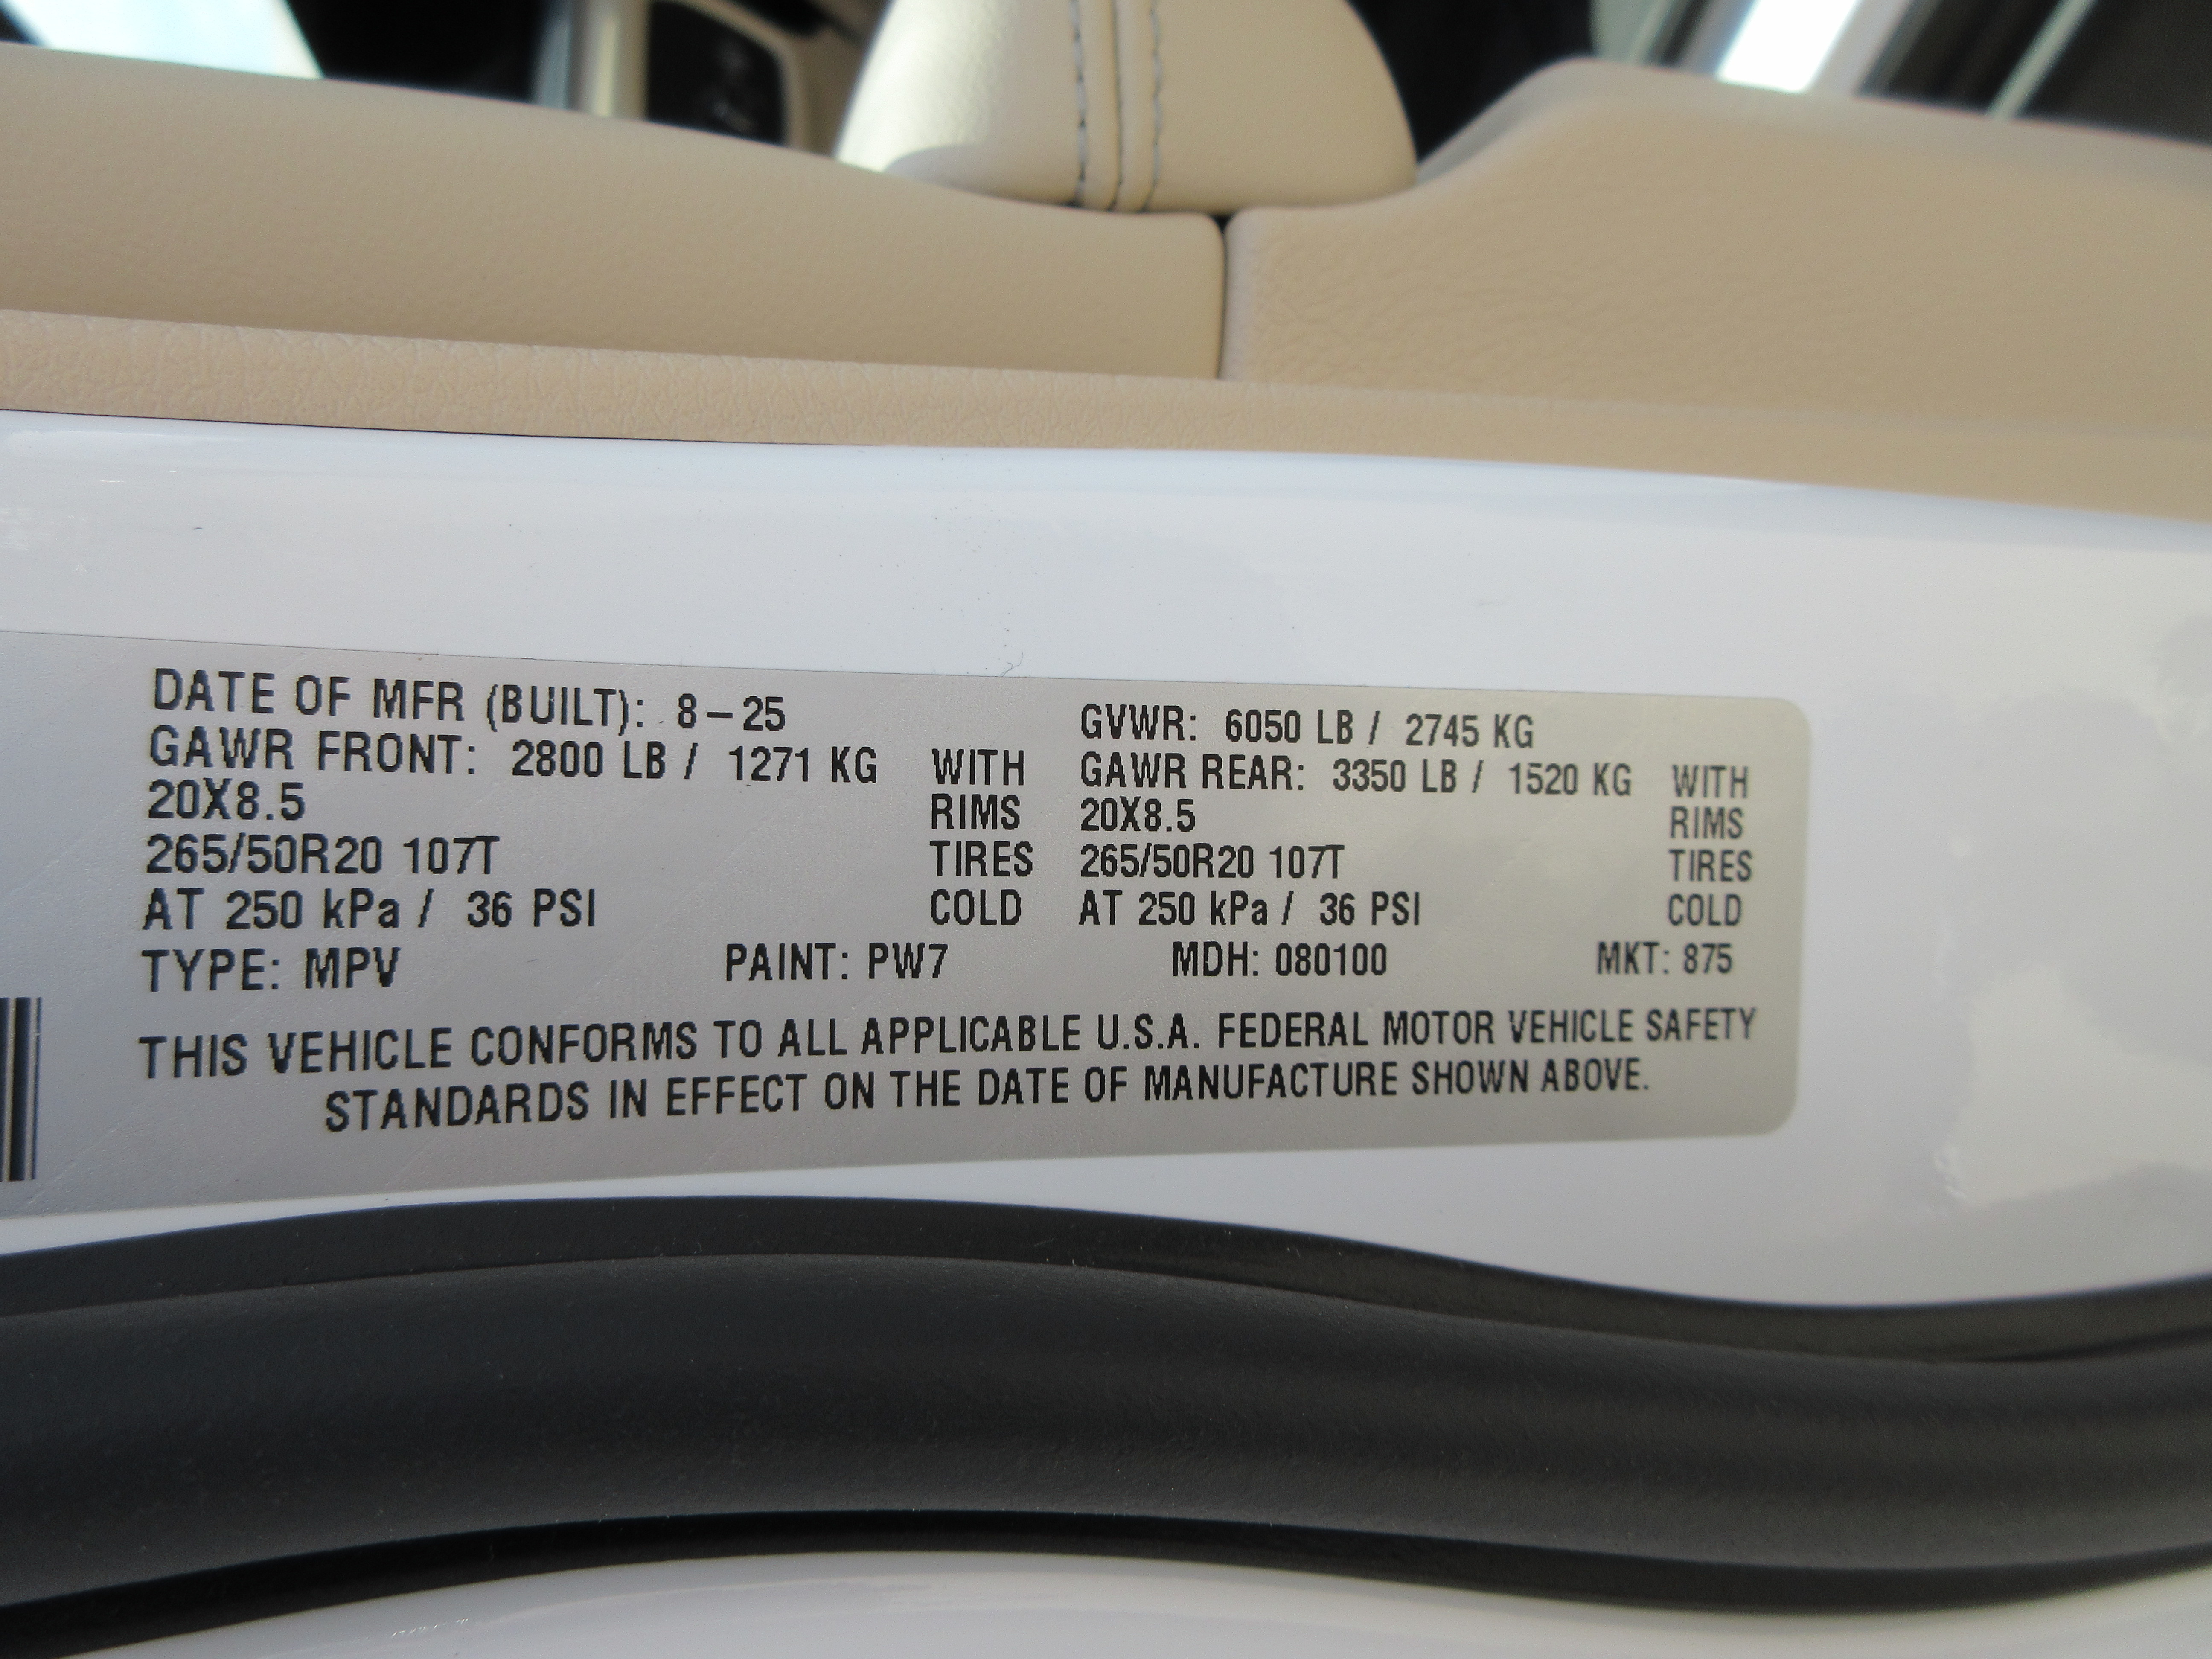 DATE OF MFR (BUILT): 8-25 GVWR: 6050 LB / 2745 KG
GAWR FRONT: 2800 LB / 1271 KG WITH GAWR REAR: 3350 LB / 1520 KG WITH
20X8.5 RIMS 20X8.5 RIMS
265/50R20 107T TIRES 265/50R20 107T TIRES
AT 250 kPa / 36 PSI COLD AT 250 kPa / 36 PSI COLD
TYPE: MPV PAINT: PW7 MDH: 080100 MKT: 875
THIS VEHICLE CONFORMS TO ALL APPLICABLE U.S.A. FEDERAL MOTOR VEHICLE SAFETY
STANDARDS IN EFFECT ON THE DATE OF MANUFACTURE SHOWN ABOVE.